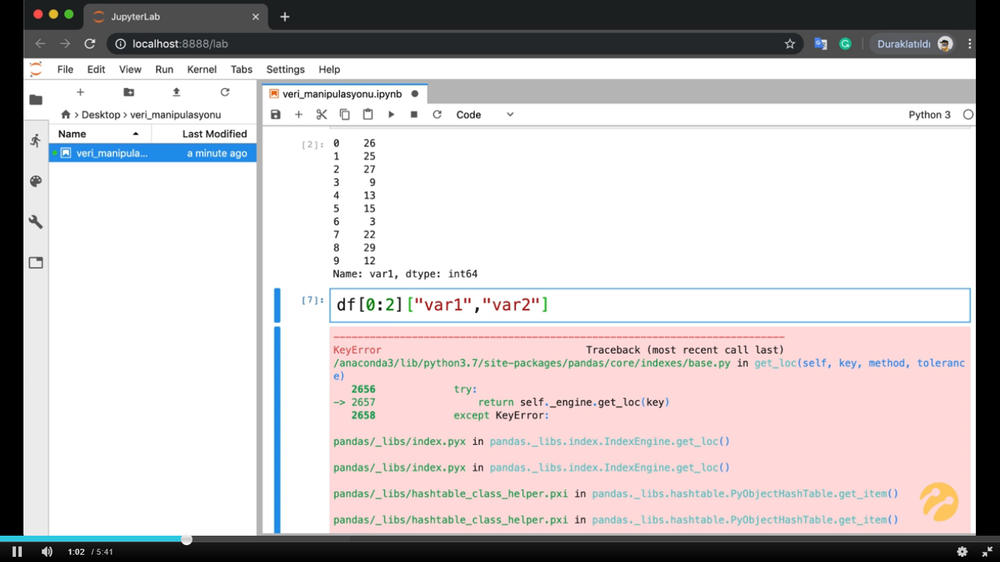 JupyterLab
localhost:8888/lab
Duraklatıldı
File Edit View Run Kernel Tabs Settings Help
veri_manipulasyonu.ipynb
> Desktop > veri_manipulasyonu
Code
Python 3
Name Last Modified
veri_manipula... a minute ago
[2]: 0 26
1 25
2 27
3 9
4 13
5 15
6 3
7 22
8 29
9 12
Name: var1, dtype: int64
[7]: df[0:2]["var1","var2"]
---------------------------------------------------------------------------
KeyError Traceback (most recent call last)
/anaconda3/lib/python3.7/site-packages/pandas/core/indexes/base.py in get_loc(self, key, method, toleranc
e)
2656 try:
-> 2657 return self._engine.get_loc(key)
2658 except KeyError:
pandas/_libs/index.pyx in pandas._libs.index.IndexEngine.get_loc()
pandas/_libs/index.pyx in pandas._libs.index.IndexEngine.get_loc()
pandas/_libs/hashtable_class_helper.pxi in pandas._libs.hashtable.PyObjectHashTable.get_item()
pandas/_libs/hashtable_class_helper.pxi in pandas._libs.hashtable.PyObjectHashTable.get_item()
1:02 / 5:41